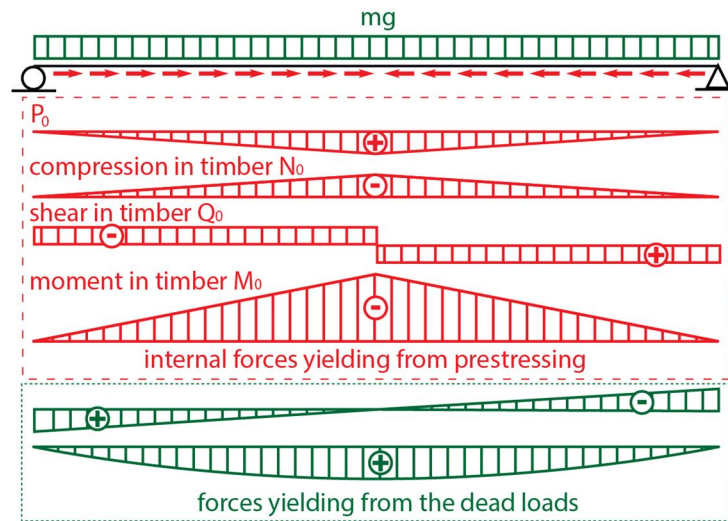 mg
P₀
+
compression in timber N₀
-
shear in timber Q₀
-
+
moment in timber M₀
-
internal forces yielding from prestressing
+
-
+
forces yielding from the dead loads